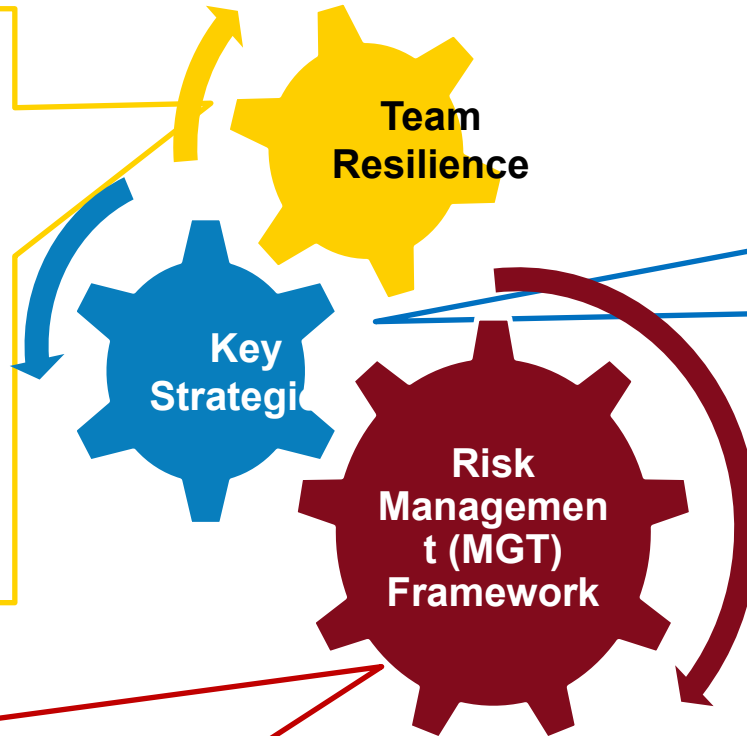 Team
Resilience
Key
Strategie
Risk
Managemen
t (MGT)
Framework